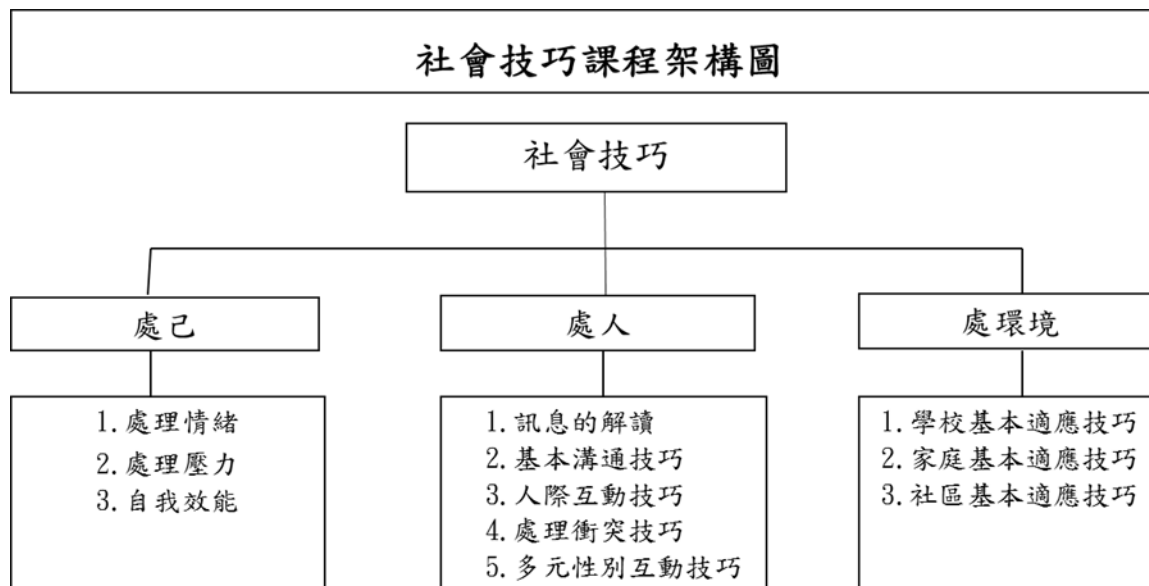 社會技巧課程架構圖
社會技巧
處己
處人
處環境
1.處理情緒
2.處理壓力
3.自我效能
1.訊息的解讀
2.基本溝通技巧
3.人際互動技巧
4.處理衝突技巧
5.多元性別互動技巧
1.學校基本適應技巧
2.家庭基本適應技巧
3.社區基本適應技巧